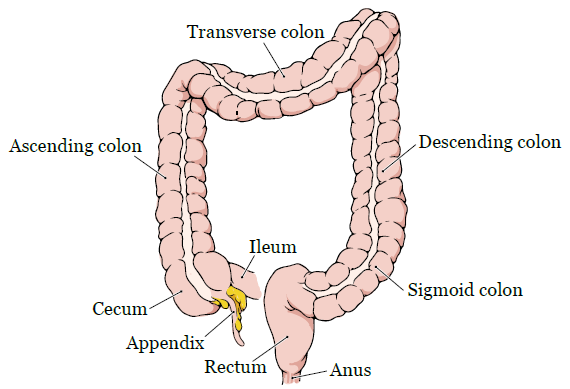 Transverse colon
Ascending colon
Descending colon
Ileum
Sigmoid colon
Cecum
Appendix
Rectum
Anus